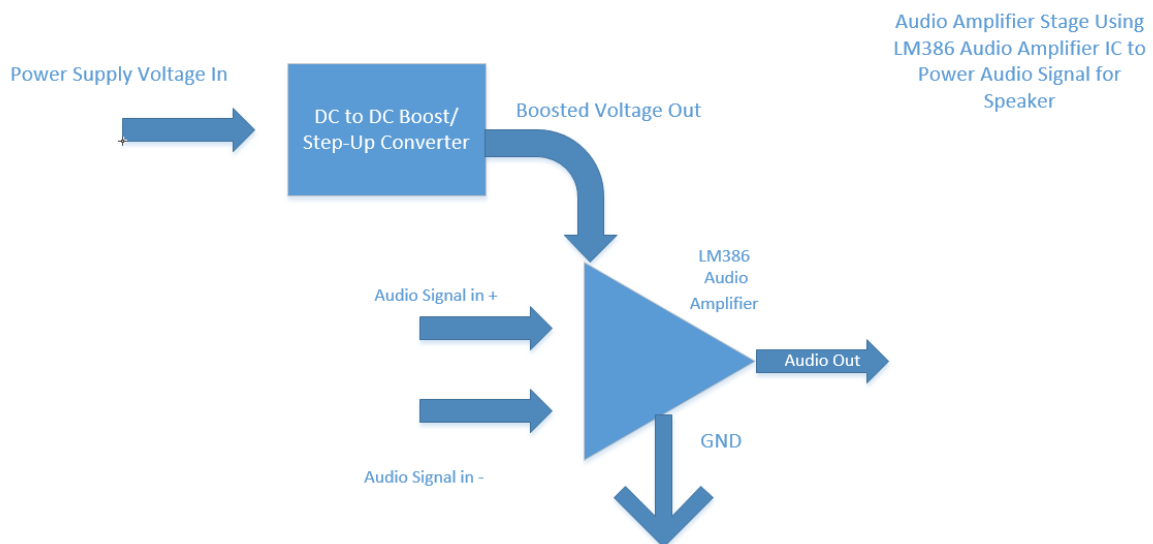 Audio Amplifier Stage Using
LM386 Audio Amplifier IC to
Power Audio Signal for
Speaker
Power Supply Voltage In
DC to DC Boost/
Step-Up Converter
Boosted Voltage Out
LM386
Audio
Amplifier
Audio Signal in +
Audio Out
GND
Audio Signal in -